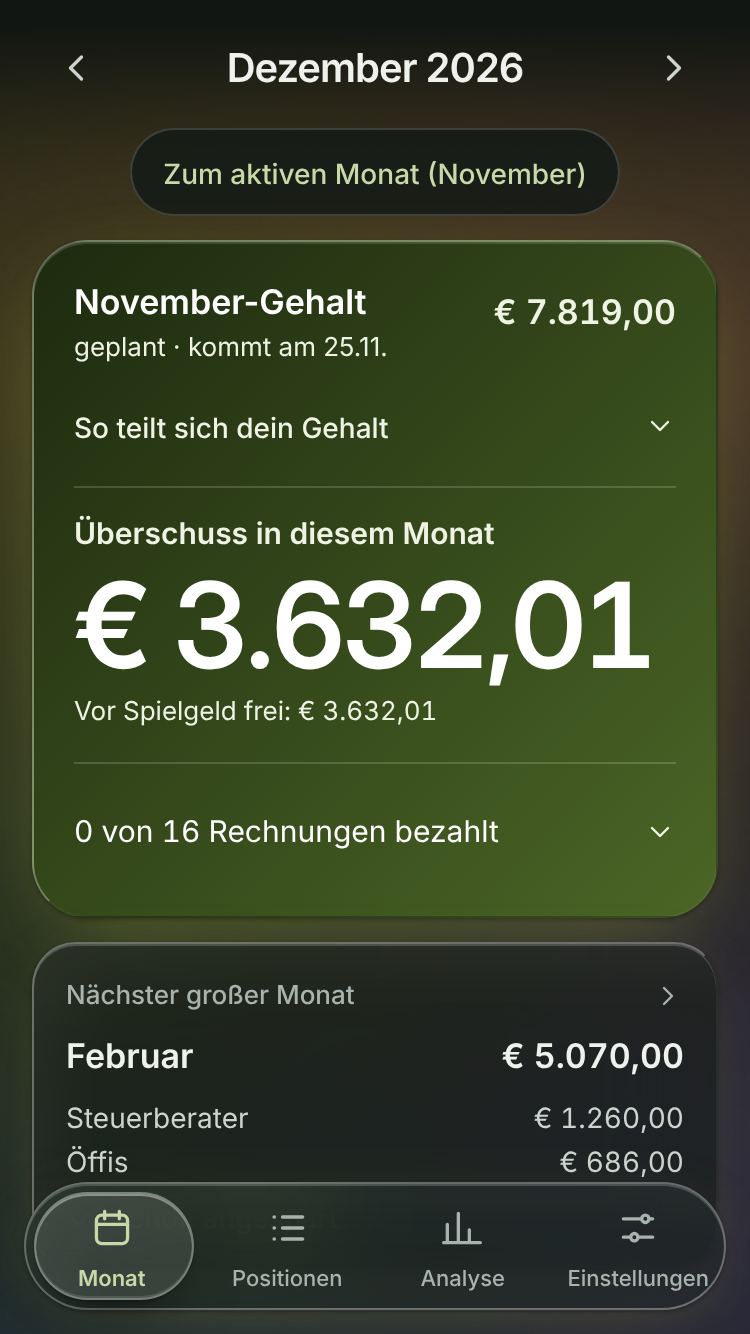 Dezember 2026
Zum aktiven Monat (November)
November-Gehalt
€ 7.819,00
geplant · kommt am 25.11.
So teilt sich dein Gehalt
Überschuss in diesem Monat
€ 3.632,01
Vor Spielgeld frei: € 3.632,01
0 von 16 Rechnungen bezahlt
Nächster großer Monat
Februar
€ 5.070,00
Steuerberater
€ 1.260,00
Öffis
€ 686,00
Monat
Positionen
Analyse
Einstellungen